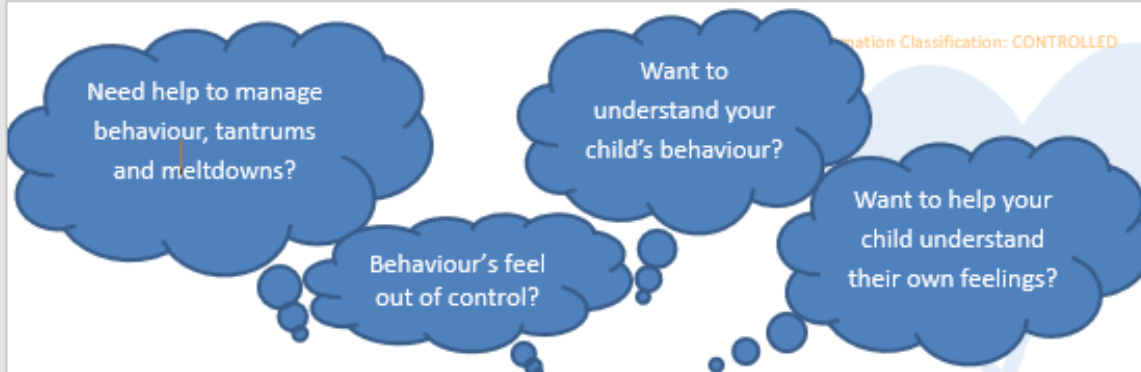 mation Classification: CONTROLLED
Need help to manage
behaviour, tantrums
and meltdowns?
Want to
understand your
child's behaviour?
Behaviour's feel
out of control?
Want to help your
child understand
their own feelings?